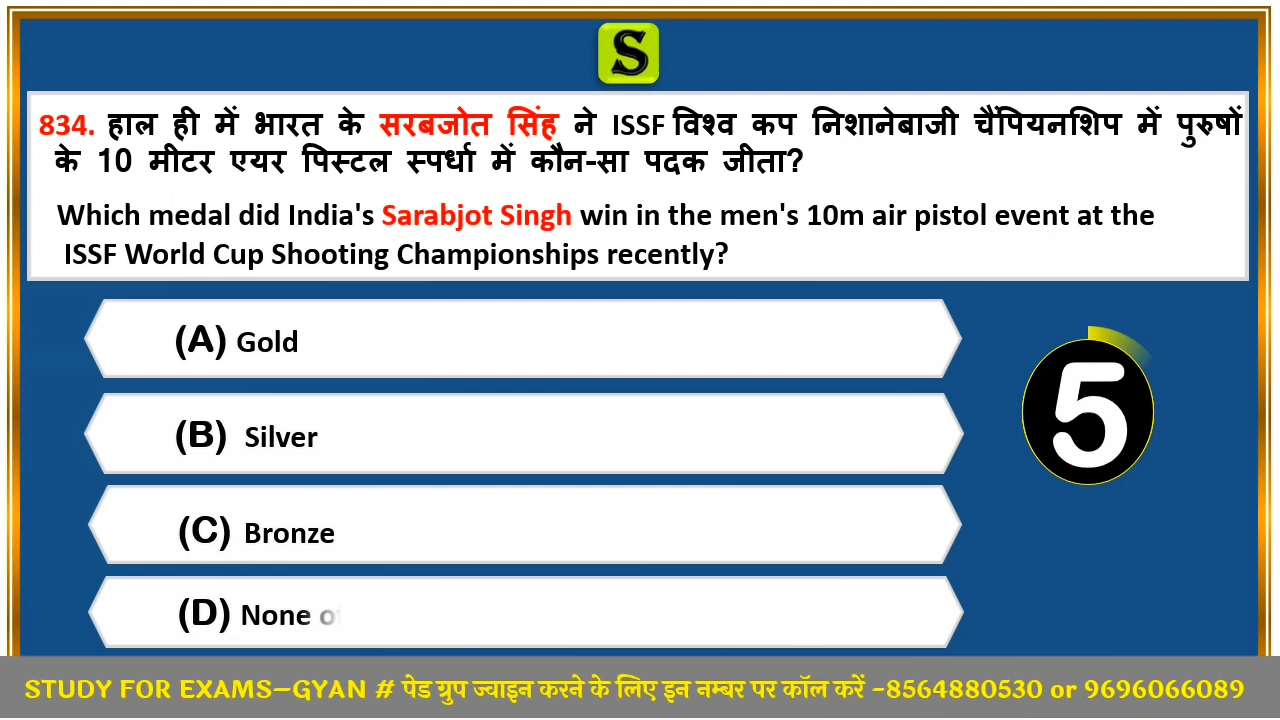 S
834. हाल ही में भारत के सरबजोत सिंह ने ISSF विश्व कप निशानेबाजी चैंपियनशिप में पुरुषों
के 10 मीटर एयर पिस्टल स्पर्धा में कौन-सा पदक जीता?
Which medal did India's Sarabjot Singh win in the men's 10m air pistol event at the
ISSF World Cup Shooting Championships recently?
(A) Gold
5
(B) Silver
(C) Bronze
(D) None of
STUDY FOR EXAMS–GYAN # पेड ग्रुप ज्वाइन करने के लिए इन नम्बर पर कॉल करें -8564880530 or 9696066089